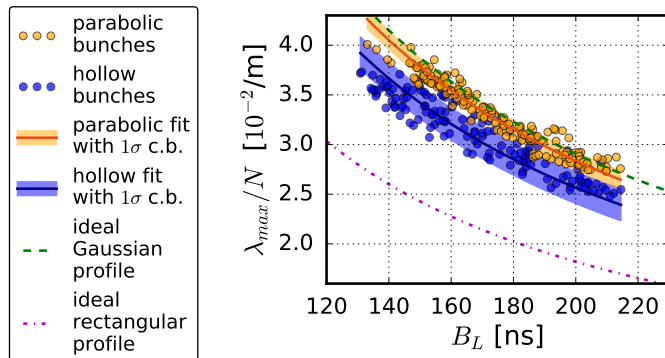 parabolic
bunches
hollow
bunches
parabolic fit
with 1σ c.b.
hollow fit
with 1σ c.b.
ideal
Gaussian
profile
ideal
rectangular
profile
λmax/N [10⁻²/m]
4.0
3.5
3.0
2.5
2.0
120 140 160 180 200 220
B_L [ns]